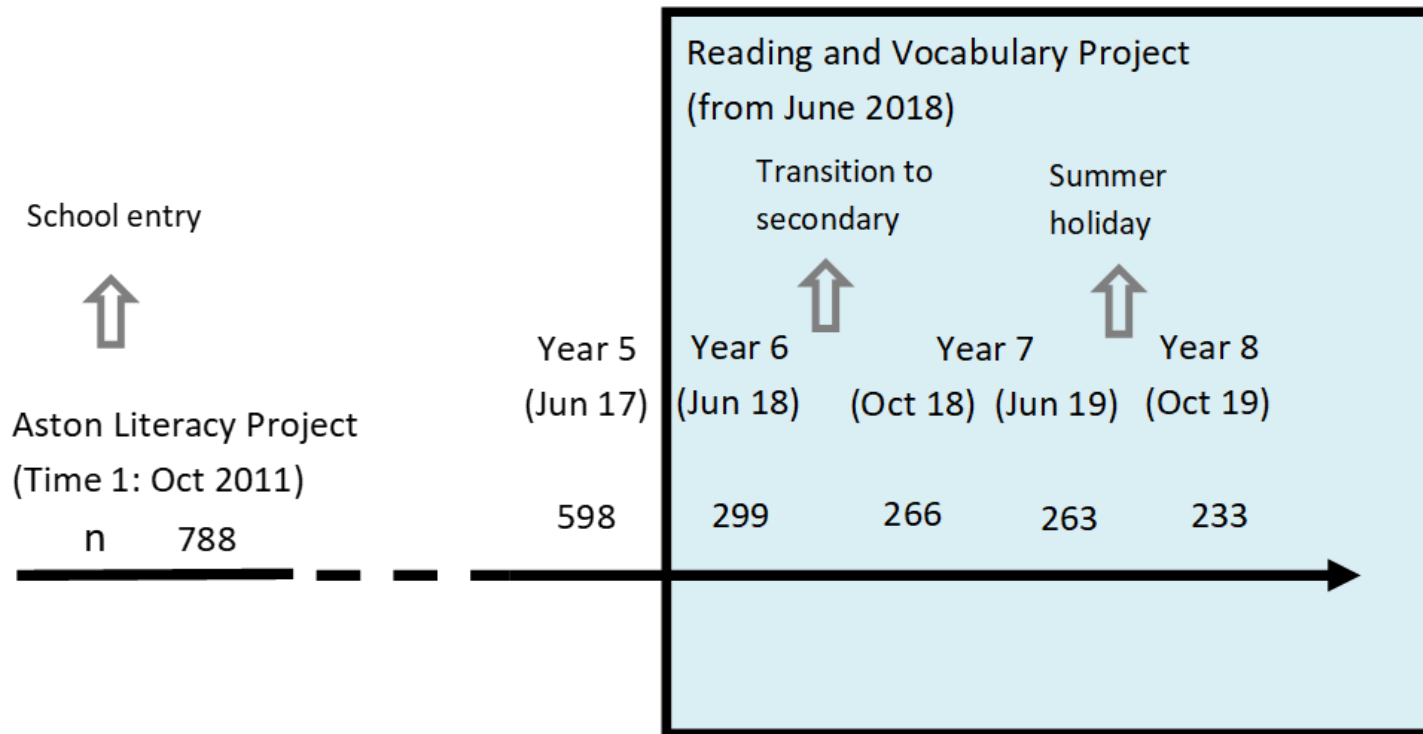 Reading and Vocabulary Project
(from June 2018)
Transition to
secondary
Summer
holiday
School entry
Year 5
Year 6
Year 7
Year 8
(Jun 17)
(Jun 18)
(Oct 18)
(Jun 19)
(Oct 19)
Aston Literacy Project
(Time 1: Oct 2011)
n 788
598
299
266
263
233